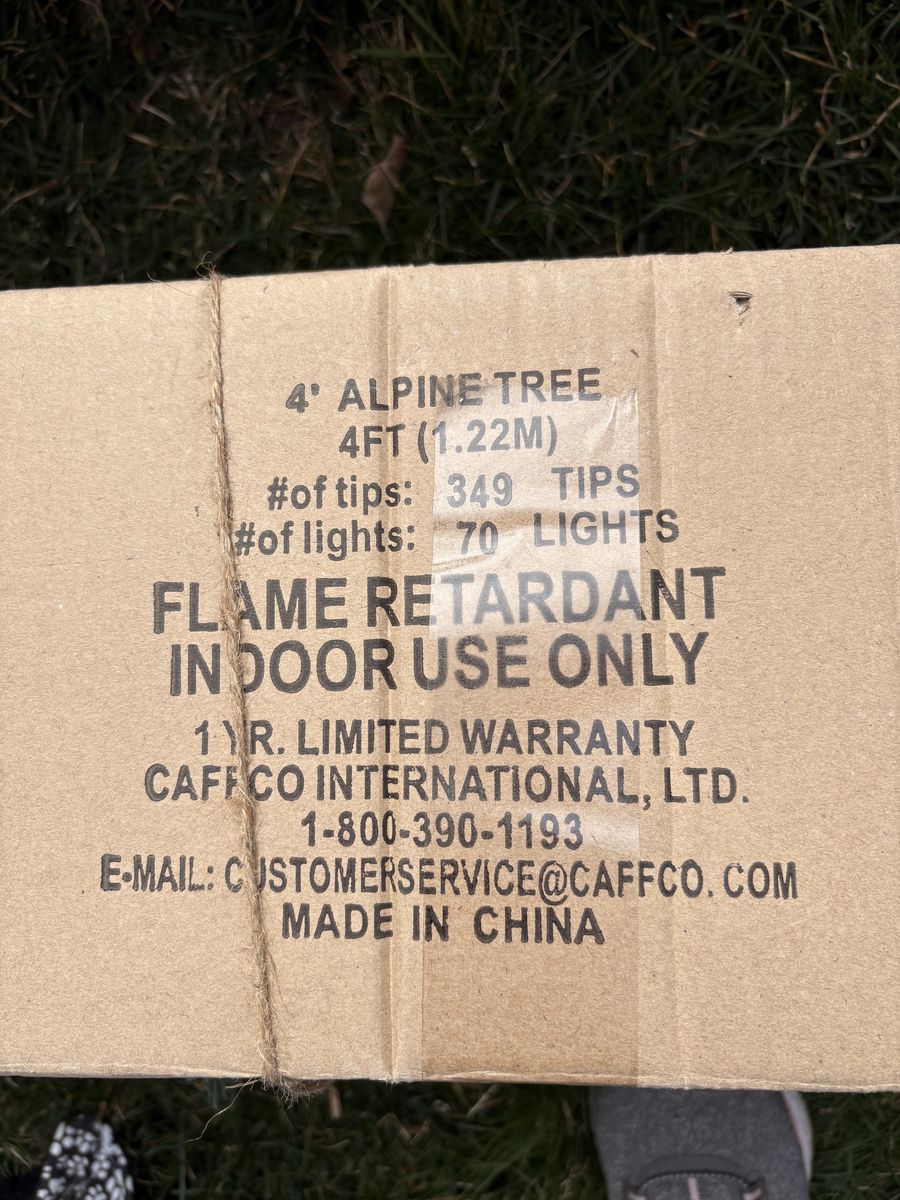 4' ALPINE TREE
4FT (1.22M)
#of tips: 349 TIPS
#of lights: 70 LIGHTS
FLAME RETARDANT
INDOOR USE ONLY
1 YR. LIMITED WARRANTY
CAFFCO INTERNATIONAL, LTD.
1-800-390-1193
E-MAIL: CUSTOMERSERVICE@CAFFCO.COM
MADE IN CHINA